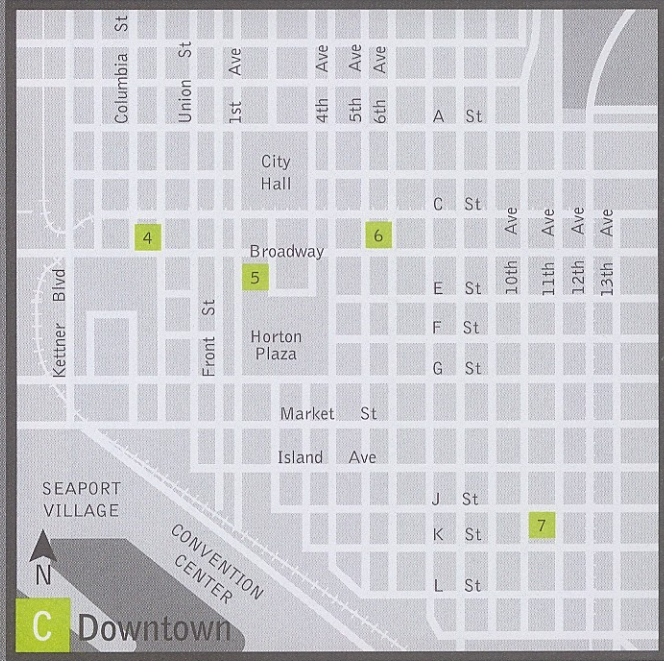 Columbia St
Union St
1st Ave
4th Ave
5th Ave
6th Ave
A St
City
Hall
C St
10th Ave
11th Ave
12th Ave
13th Ave
4
6
Broadway
5
Kettner Blvd
Front St
E St
F St
Horton
Plaza
G St
Market St
Island Ave
SEAPORT
VILLAGE
J St
7
K St
CONVENTION
CENTER
N
L St
C Downtown